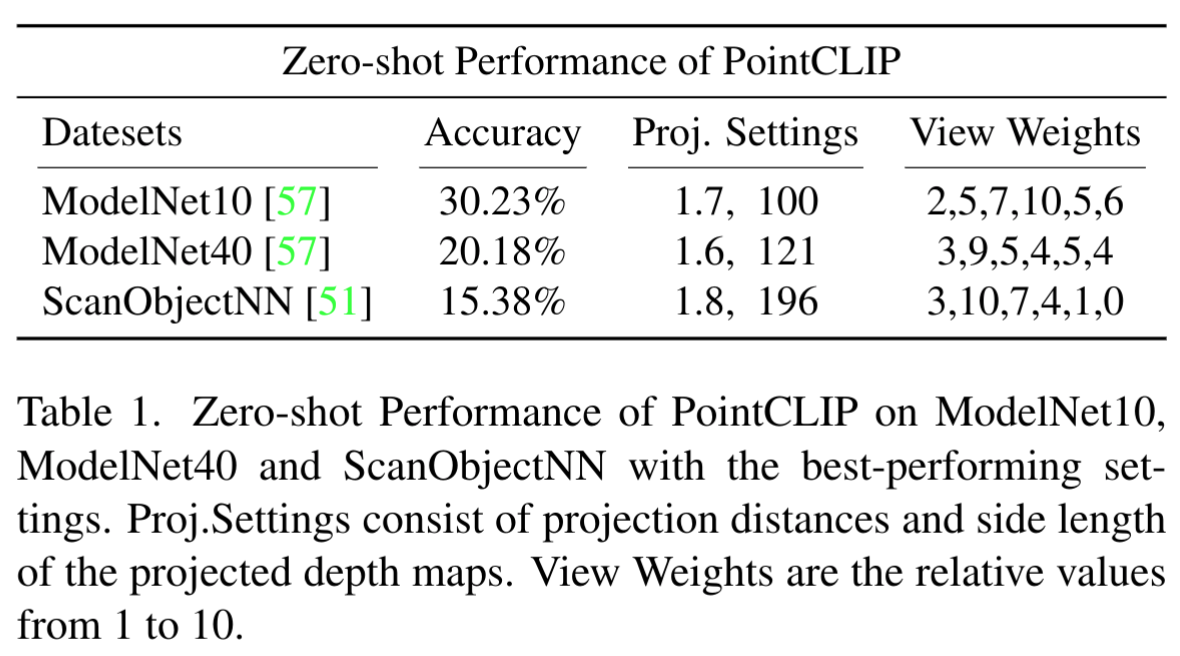 Zero-shot Performance of PointCLIP
Datesets Accuracy Proj. Settings View Weights
ModelNet10 [57] 30.23% 1.7, 100 2,5,7,10,5,6
ModelNet40 [57] 20.18% 1.6, 121 3,9,5,4,5,4
ScanObjectNN [51] 15.38% 1.8, 196 3,10,7,4,1,0
Table 1. Zero-shot Performance of PointCLIP on ModelNet10,
ModelNet40 and ScanObjectNN with the best-performing set-
tings. Proj.Settings consist of projection distances and side length
of the projected depth maps. View Weights are the relative values
from 1 to 10.